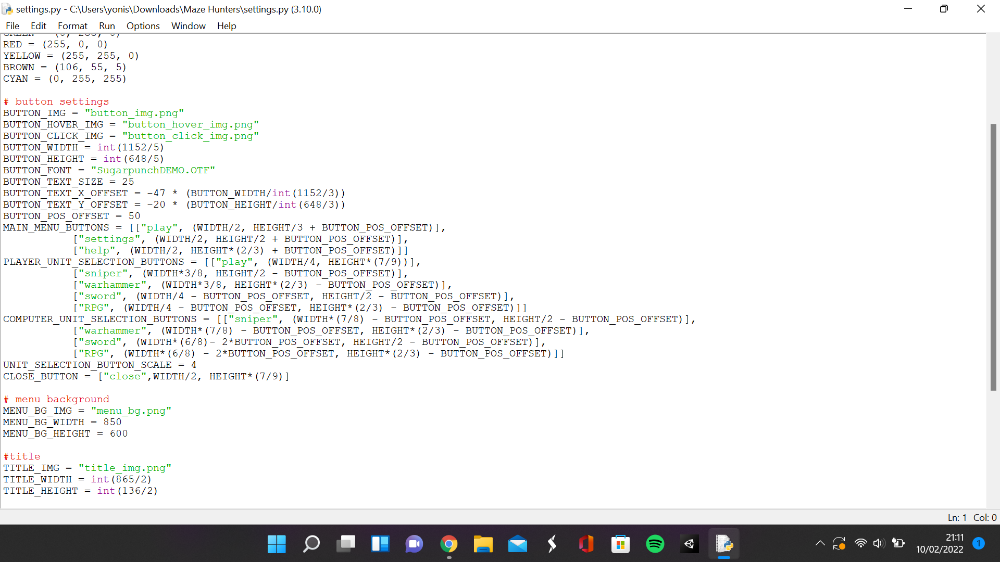 settings.py - C:\Users\yonis\Downloads\Maze Hunters\settings.py (3.10.0)
File Edit Format Run Options Window Help
RED = (255, 0, 0)
YELLOW = (255, 255, 0)
BROWN = (106, 55, 5)
CYAN = (0, 255, 255)
# button settings
BUTTON_IMG = "button_img.png"
BUTTON_HOVER_IMG = "button_hover_img.png"
BUTTON_CLICK_IMG = "button_click_img.png"
BUTTON_WIDTH = int(1152/5)
BUTTON_HEIGHT = int(648/5)
BUTTON_FONT = "SugarpunchDEMO.OTF"
BUTTON_TEXT_SIZE = 25
BUTTON_TEXT_X_OFFSET = -47 * (BUTTON_WIDTH/int(1152/3))
BUTTON_TEXT_Y_OFFSET = -20 * (BUTTON_HEIGHT/int(648/3))
BUTTON_POS_OFFSET = 50
MAIN_MENU_BUTTONS = [["play", (WIDTH/2, HEIGHT/3 + BUTTON_POS_OFFSET)],
["settings", (WIDTH/2, HEIGHT/2 + BUTTON_POS_OFFSET)],
["help", (WIDTH/2, HEIGHT*(2/3) + BUTTON_POS_OFFSET)]]
PLAYER_UNIT_SELECTION_BUTTONS = [["play", (WIDTH/4, HEIGHT*(7/9))],
["sniper", (WIDTH*3/8, HEIGHT/2 - BUTTON_POS_OFFSET)],
["warhammer", (WIDTH*3/8, HEIGHT*(2/3) - BUTTON_POS_OFFSET)],
["sword", (WIDTH/4 - BUTTON_POS_OFFSET, HEIGHT/2 - BUTTON_POS_OFFSET)],
["RPG", (WIDTH/4 - BUTTON_POS_OFFSET, HEIGHT*(2/3) - BUTTON_POS_OFFSET)]]
COMPUTER_UNIT_SELECTION_BUTTONS = [["sniper", (WIDTH*(7/8) - BUTTON_POS_OFFSET, HEIGHT/2 - BUTTON_POS_OFFSET)],
["warhammer", (WIDTH*(7/8) - BUTTON_POS_OFFSET, HEIGHT*(2/3) - BUTTON_POS_OFFSET)],
["sword", (WIDTH*(6/8)- 2*BUTTON_POS_OFFSET, HEIGHT/2 - BUTTON_POS_OFFSET)],
["RPG", (WIDTH*(6/8) - 2*BUTTON_POS_OFFSET, HEIGHT*(2/3) - BUTTON_POS_OFFSET)]]
UNIT_SELECTION_BUTTON_SCALE = 4
CLOSE_BUTTON = ["close",WIDTH/2, HEIGHT*(7/9)]
# menu background
MENU_BG_IMG = "menu_bg.png"
MENU_BG_WIDTH = 850
MENU_BG_HEIGHT = 600
#title
TITLE_IMG = "title_img.png"
TITLE_WIDTH = int(865/2)
TITLE_HEIGHT = int(136/2)
Ln: 1 Col: 0
21:11
10/02/2022
1